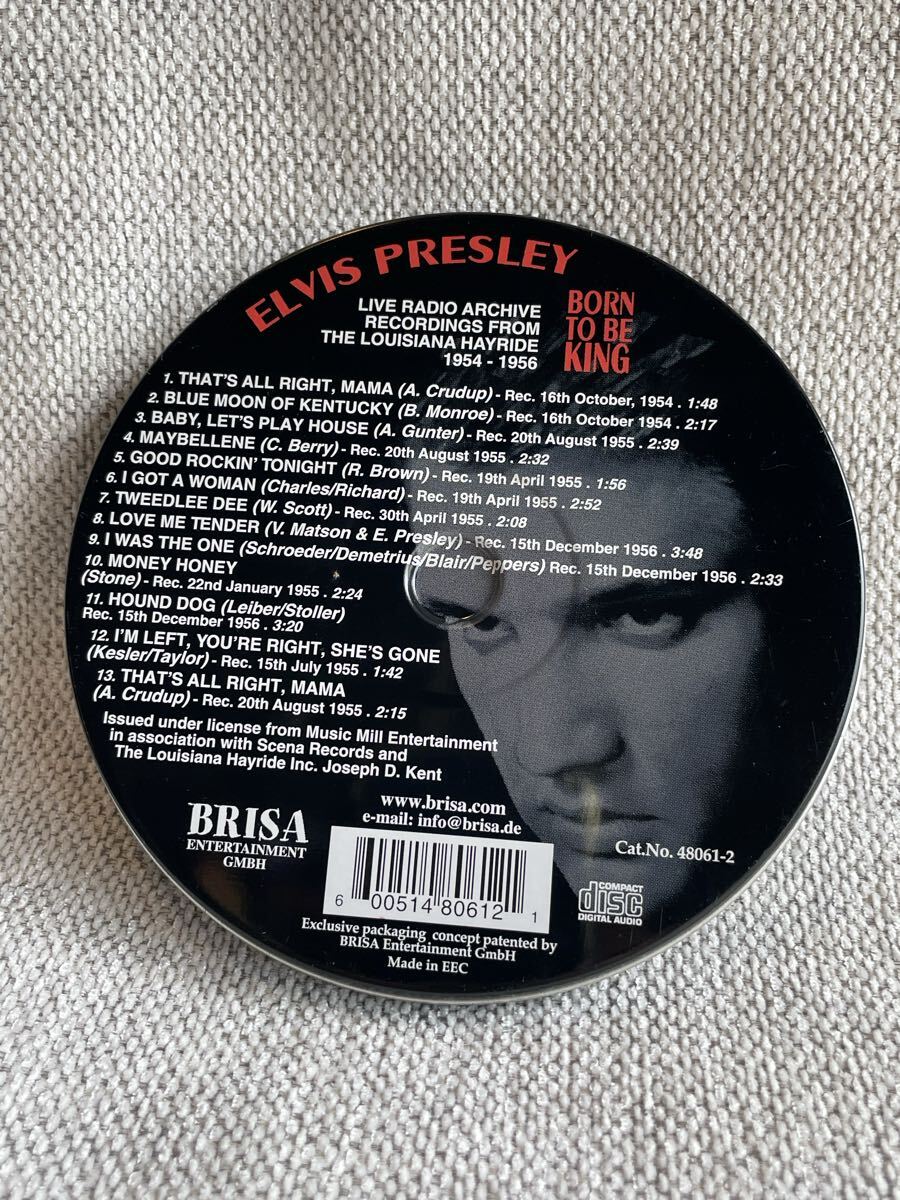 ELVIS PRESLEY
LIVE RADIO ARCHIVE
RECORDINGS FROM
THE LOUISIANA HAYRIDE
1954 - 1956
BORN
TO BE
KING
1. THAT'S ALL RIGHT, MAMA (A. Crudup) - Rec. 16th October, 1954 . 1:48
2. BLUE MOON OF KENTUCKY (B. Monroe) - Rec. 16th October 1954 . 2:17
3. BABY, LET'S PLAY HOUSE (A. Gunter) - Rec. 20th August 1955 . 2:39
4. MAYBELLENE (C. Berry) - Rec. 20th August 1955 . 2:32
5. GOOD ROCKIN' TONIGHT (R. Brown) - Rec. 19th April 1955 . 1:56
6. I GOT A WOMAN (Charles/Richard) - Rec. 19th April 1955 . 2:52
7. TWEEDLEE DEE (W. Scott) - Rec. 30th April 1955 . 2:08
8. LOVE ME TENDER (V. Matson & E. Presley) - Rec. 15th December 1956 . 3:48
9. I WAS THE ONE (Schroeder/Demetrius/Blair/Peppers) Rec. 15th December 1956 . 2:33
10. MONEY HONEY
(Stone) - Rec. 22nd January 1955 . 2:24
11. HOUND DOG (Leiber/Stoller)
Rec. 15th December 1956 . 3:20
12. I'M LEFT, YOU'RE RIGHT, SHE'S GONE
(Kesler/Taylor) - Rec. 15th July 1955 . 1:42
13. THAT'S ALL RIGHT, MAMA
(A. Crudup) - Rec. 20th August 1955 . 2:15
Issued under license from Music Mill Entertainment
in association with Scena Records and
The Louisiana Hayride Inc. Joseph D. Kent
www.brisa.com
e-mail: info@brisa.de
BRISA
ENTERTAINMENT
GMBH
Cat.No. 48061-2
6 00514 80612 1
COMPACT
disc
DIGITAL AUDIO
Exclusive packaging concept patented by
BRISA Entertainment GmbH
Made in EEC